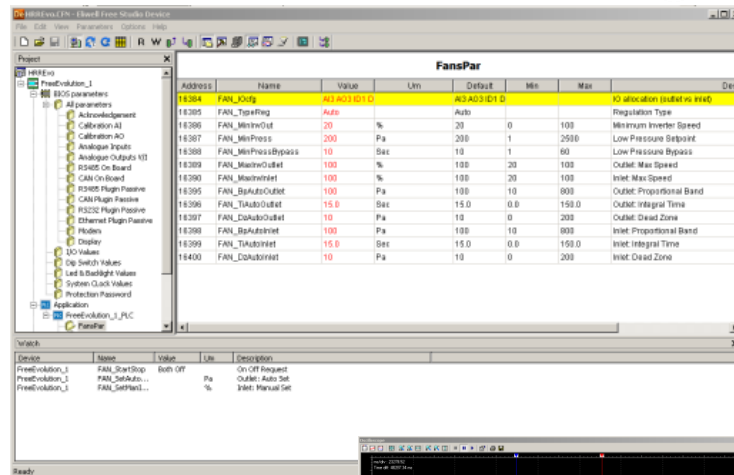 HRREvo.CFN - Eliwell Free Studio Device
File Edit View Parameters Options Help
R W
Project
HRREvo
FreeEvolution_1
BIOS parameters
All parameters
Acknowledgement
Calibration AI
Calibration AO
Analogue Inputs
Analogue Outputs V/I
RS485 On Board
CAN On Board
RS485 Plugin Passive
CAN Plugin Passive
RS232 Plugin Passive
Ethernet Plugin Passive
Modem
Display
I/O Values
Dip Switch Values
Led & Backlight Values
System CLock Values
Protection Password
Application
FreeEvolution_1_PLC
FansPar
FansPar
Address Name Value Um Default Min Max
16384 FAN_IOcfg AI3 AO3 ID1 D AI3 AO3 ID1 D IO allocation (outlet vs inlet)
16385 FAN_TypeReg Auto Auto Regulation Type
16386 FAN_MinInvOut 20 % 20 0 100 Minimum Inverter Speed
16387 FAN_MinPress 200 Pa 200 1 2500 Low Pressure Setpoint
16388 FAN_MinPressBypass 10 Sec 10 1 60 Low Pressure Bypass
16389 FAN_MaxInvOutlet 100 % 100 20 100 Outlet: Max Speed
16390 FAN_MaxInvInlet 100 % 100 20 100 Inlet: Max Speed
16395 FAN_BpAutoOutlet 100 Pa 100 10 800 Outlet: Proportional Band
16396 FAN_TiAutoOutlet 15.0 Sec 15.0 0.0 150.0 Outlet: Integral Time
16397 FAN_DzAutoOutlet 10 Pa 10 0 200 Outlet: Dead Zone
16398 FAN_BpAutoInlet 100 Pa 100 10 800 Inlet: Proportional Band
16399 FAN_TiAutoInlet 15.0 Sec 15.0 0.0 150.0 Inlet: Integral Time
16400 FAN_DzAutoInlet 10 Pa 10 0 200 Inlet: Dead Zone
Watch
Device Name Value Um Description
FreeEvolution_1 FAN_StartStop Both Off On Off Request
FreeEvolution_1 FAN_SetAuto... Pa Outlet: Auto Set
FreeEvolution_1 FAN_SetManI... % Inlet: Manual Set
Ready